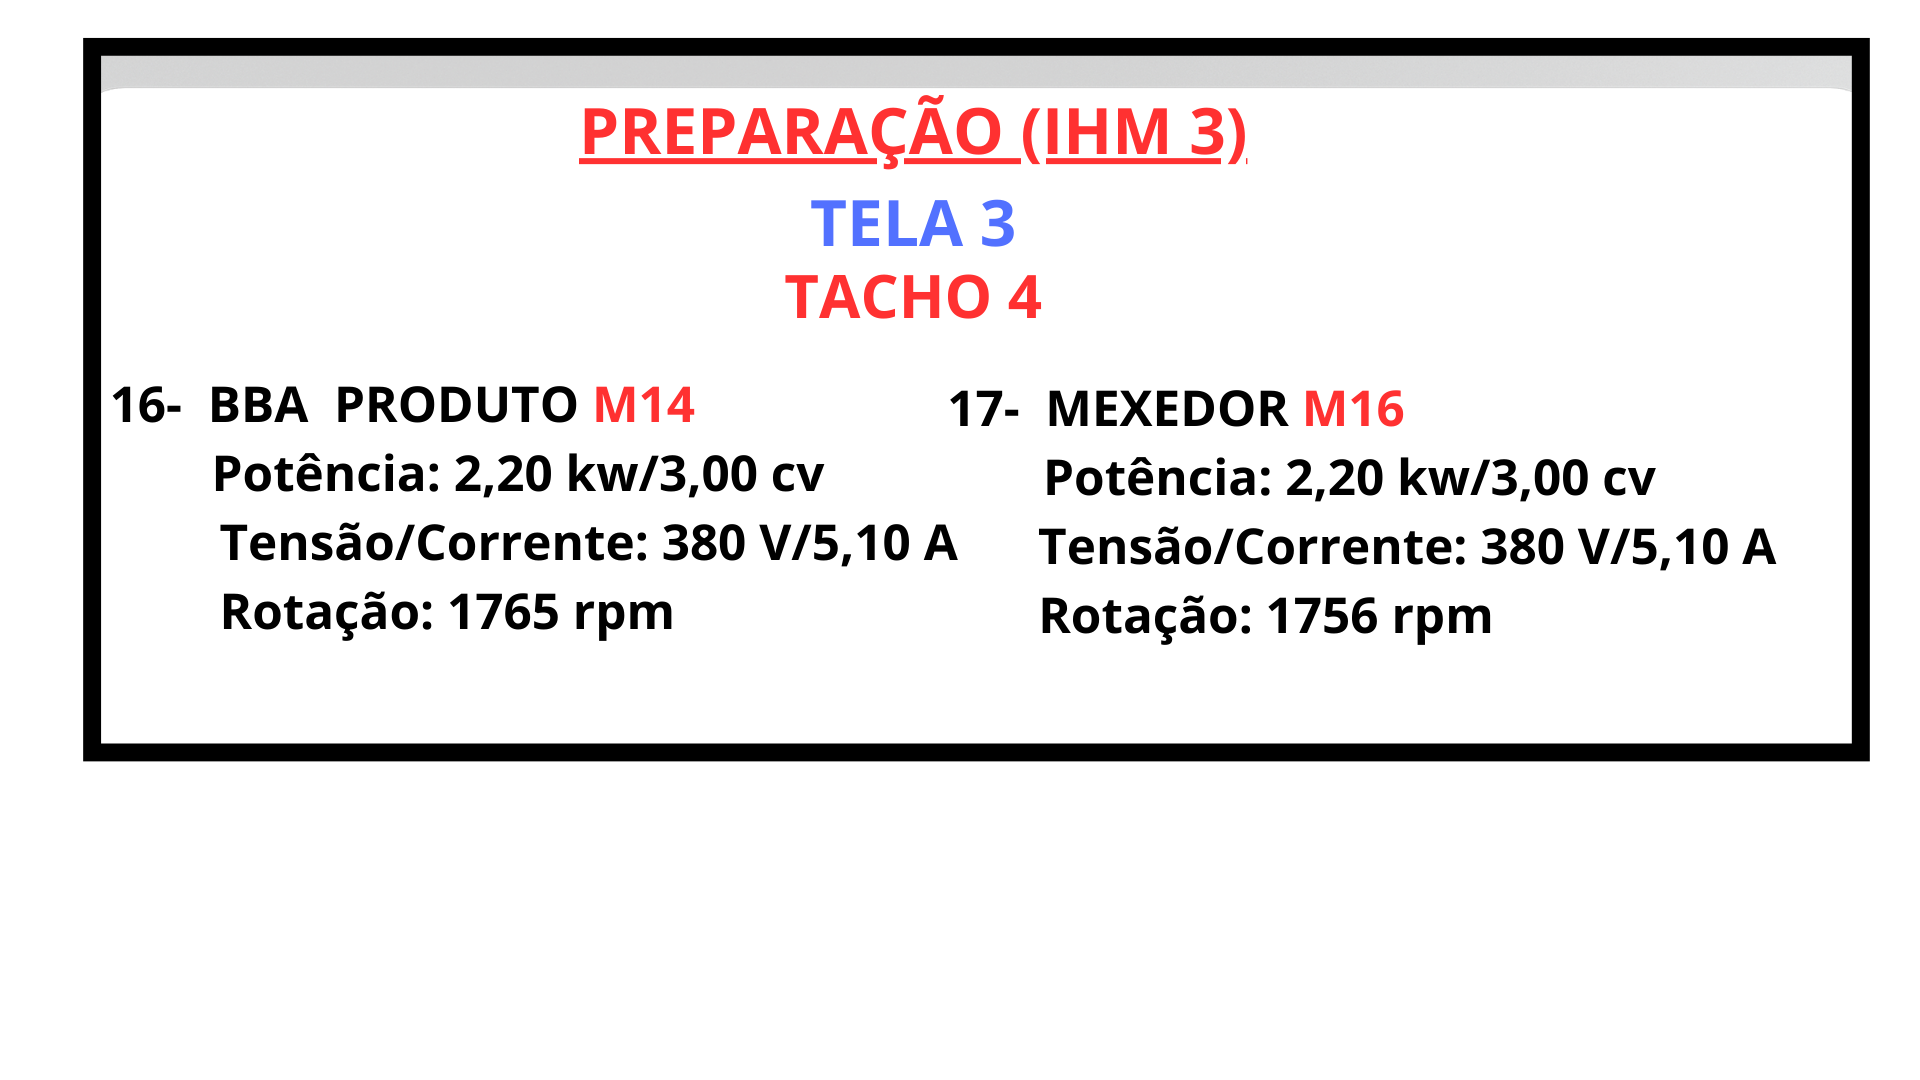 PREPARAÇÃO (IHM 3)
TELA 3
TACHO 4
16- BBA PRODUTO M14
Potência: 2,20 kw/3,00 cv
Tensão/Corrente: 380 V/5,10 A
Rotação: 1765 rpm
17- MEXEDOR M16
Potência: 2,20 kw/3,00 cv
Tensão/Corrente: 380 V/5,10 A
Rotação: 1756 rpm